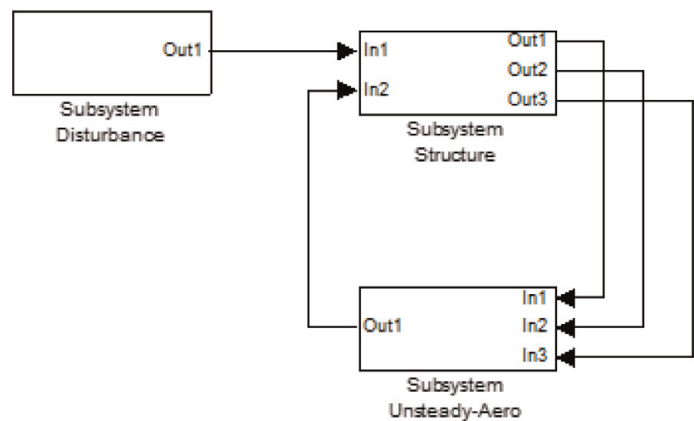 Out1
Subsystem
Disturbance
In1
In2
Out1
Out2
Out3
Subsystem
Structure
Out1
In1
In2
In3
Subsystem
Unsteady-Aero